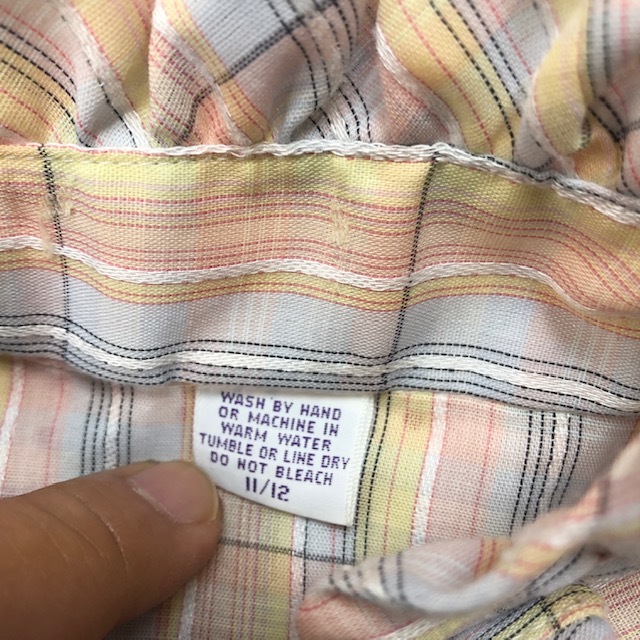 WASH BY HAND
OR MACHINE IN
WARM WATER
TUMBLE OR LINE DRY
DO NOT BLEACH
11/12